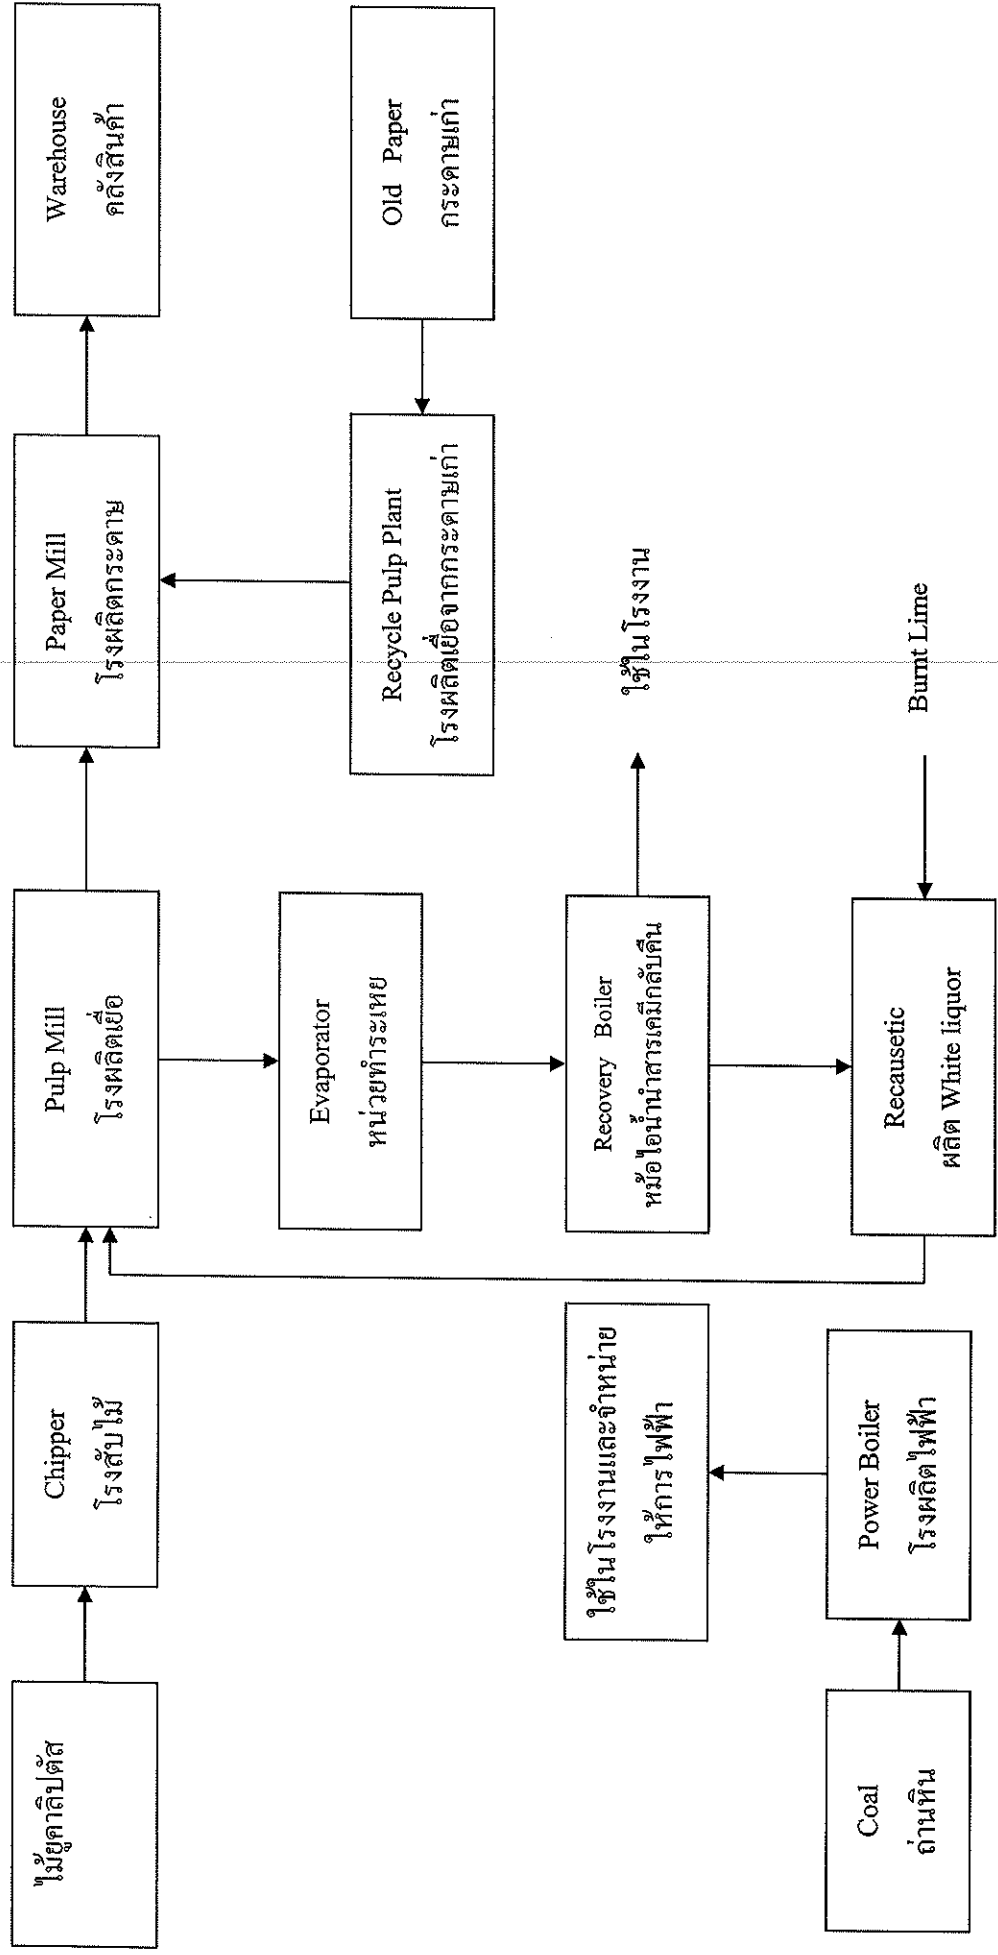 ไม้ยูคาลิปตัส
Chipper
โรงสับไม้
Pulp Mill
โรงผลิตเยื่อ
Paper Mill
โรงผลิตกระดาษ
Warehouse
คลังสินค้า
Evaporator
หน่วยทำระเหย
Recycle Pulp Plant
โรงผลิตเยื่อจากกระดาษเก่า
Old Paper
กระดาษเก่า
ใช้ในโรงงานและจำหน่าย
ให้การไฟฟ้า
Recovery Boiler
หม้อไอน้ำนำสารเคมีกลับคืน
ใช้ในโรงงาน
Coal
ถ่านหิน
Power Boiler
โรงผลิตไฟฟ้า
Recausetic
ผลิต White liquor
Burnt Lime